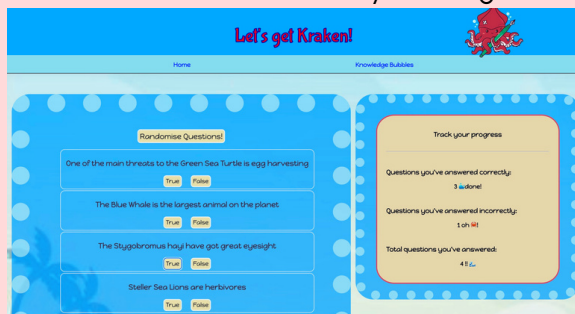 Let's get Kraken!
Home
Knowledge Bubbles
Randomise Questions!
One of the main threats to the Green Sea Turtle is egg harvesting
True False
The Blue Whale is the largest animal on the planet
True False
The Stygobromus hayi have got great eyesight
True False
Steller Sea Lions are herbivores
True False
Track your progress
Questions you've answered correctly:
3 done!
Questions you've answered incorrectly:
1 oh !
Total questions you've answered:
4 !!